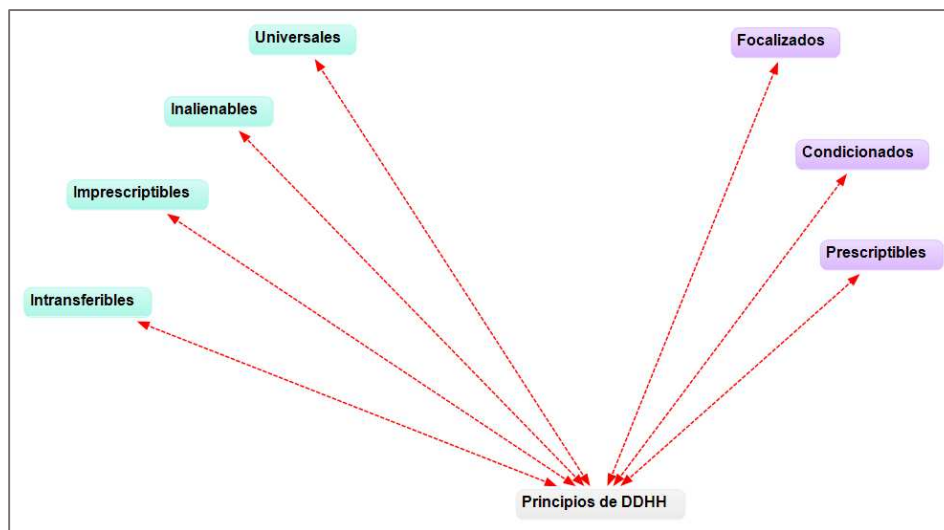 Universales
Focalizados
Inalienables
Condicionados
Imprescriptibles
Prescriptibles
Intransferibles
Principios de DDHH